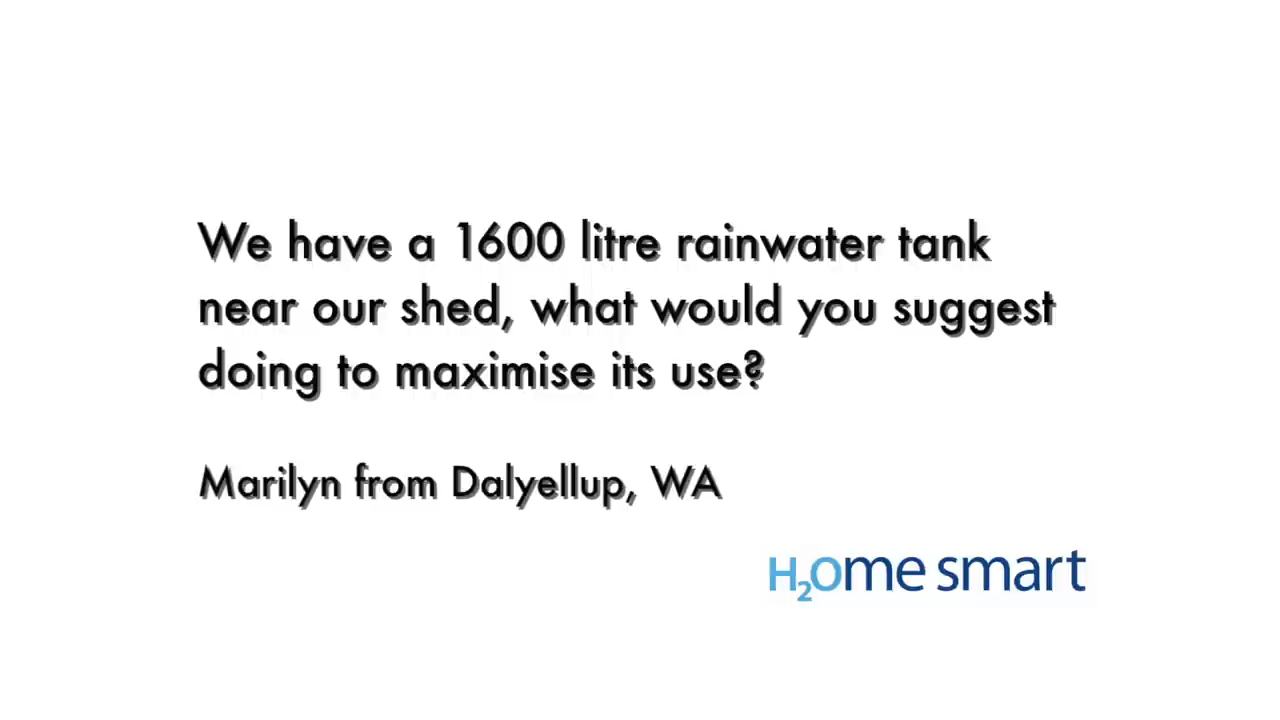 We have a 1600 litre rainwater tank
near our shed, what would you suggest
doing to maximise its use?
Marilyn from Dalyellup, WA
H₂Ome smart